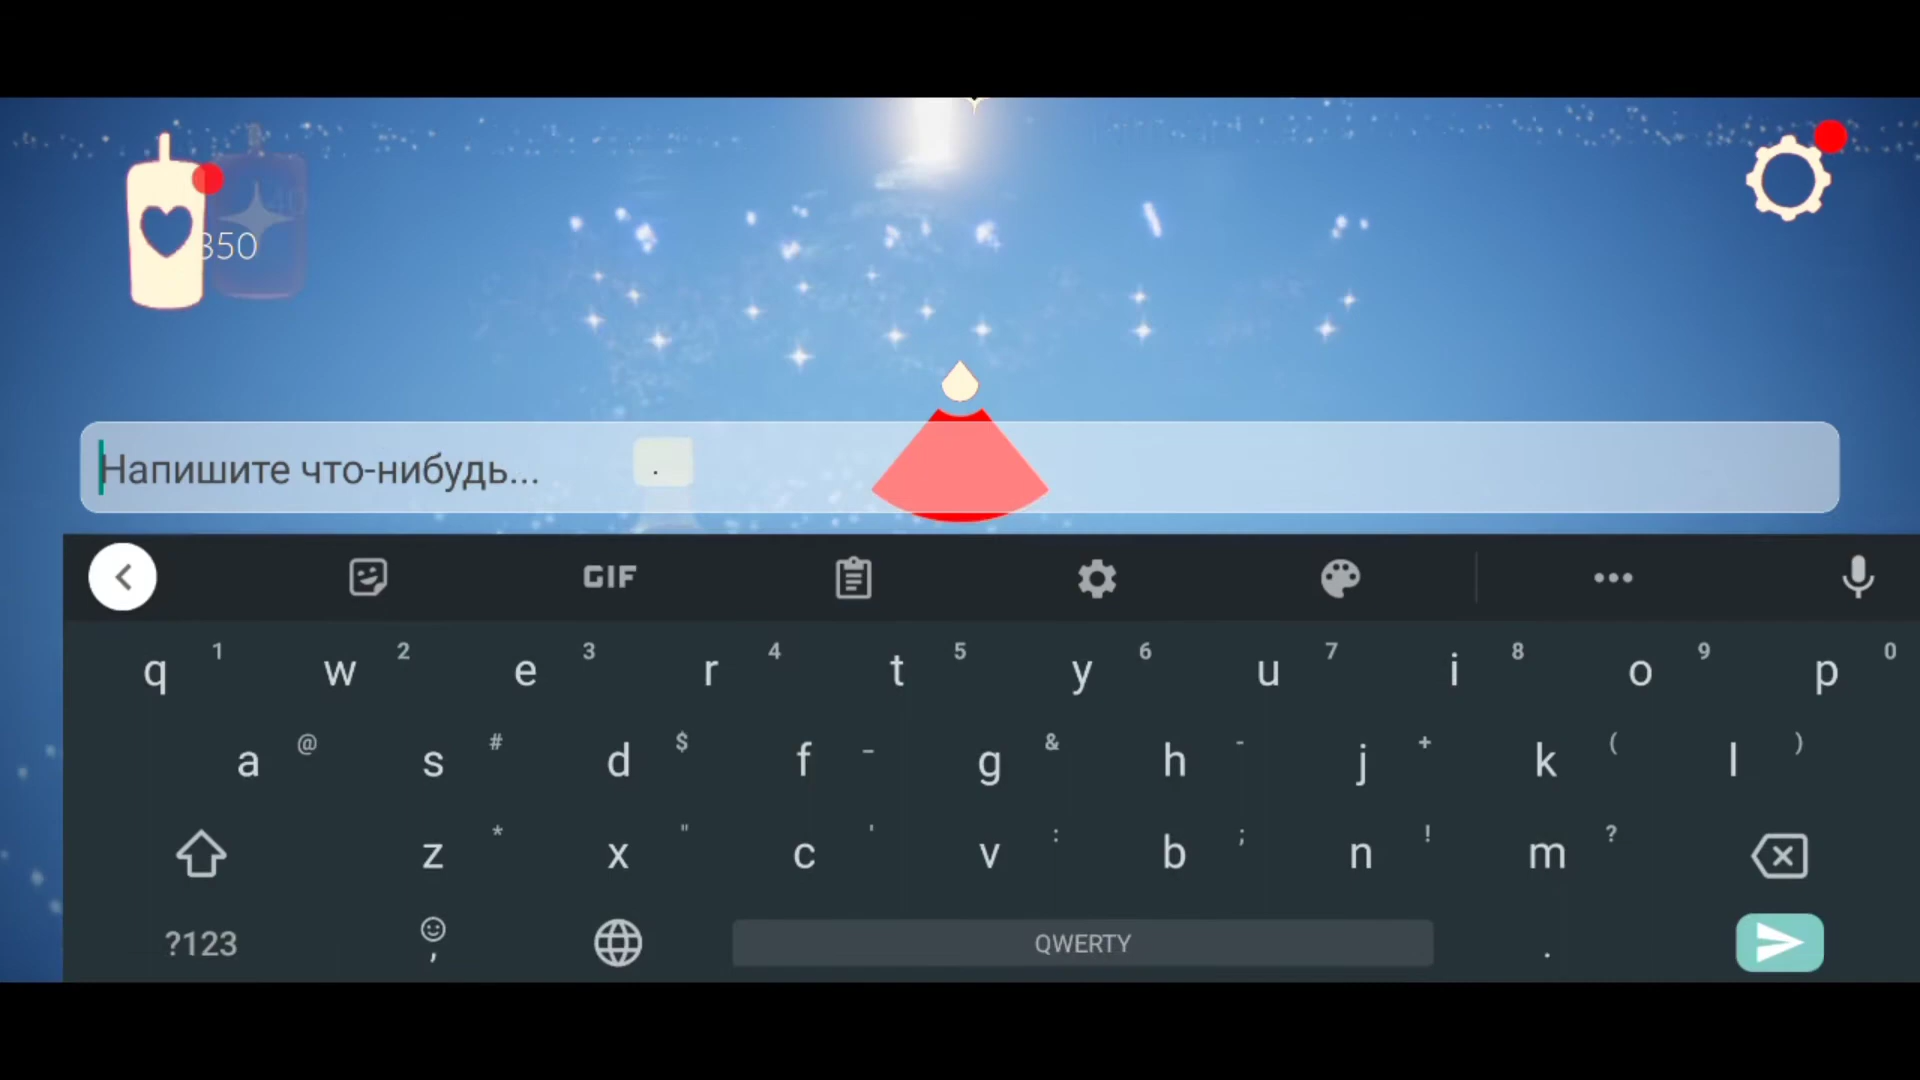 350
Напишите что-нибудь...
.
GIF
q 1 w 2 e 3 r 4 t 5 y 6 u 7 i 8 o 9 p 0
a @ s # d $ f _ g & h - j + k ( l )
z * x " c ' v : b ; n ! m ?
?123 , QWERTY .